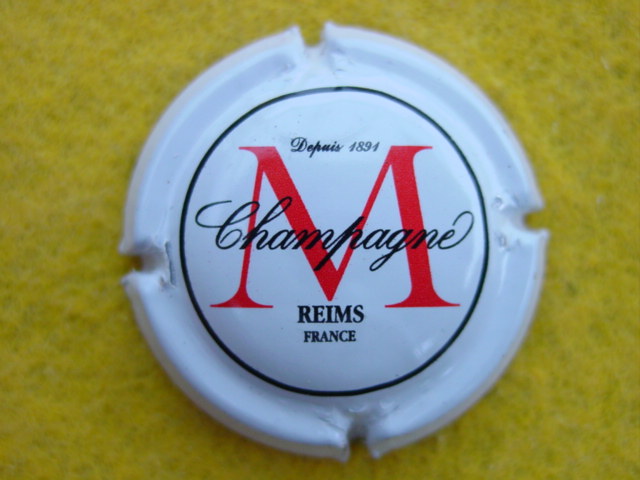 Depuis 1891
M
Champagne
REIMS
FRANCE